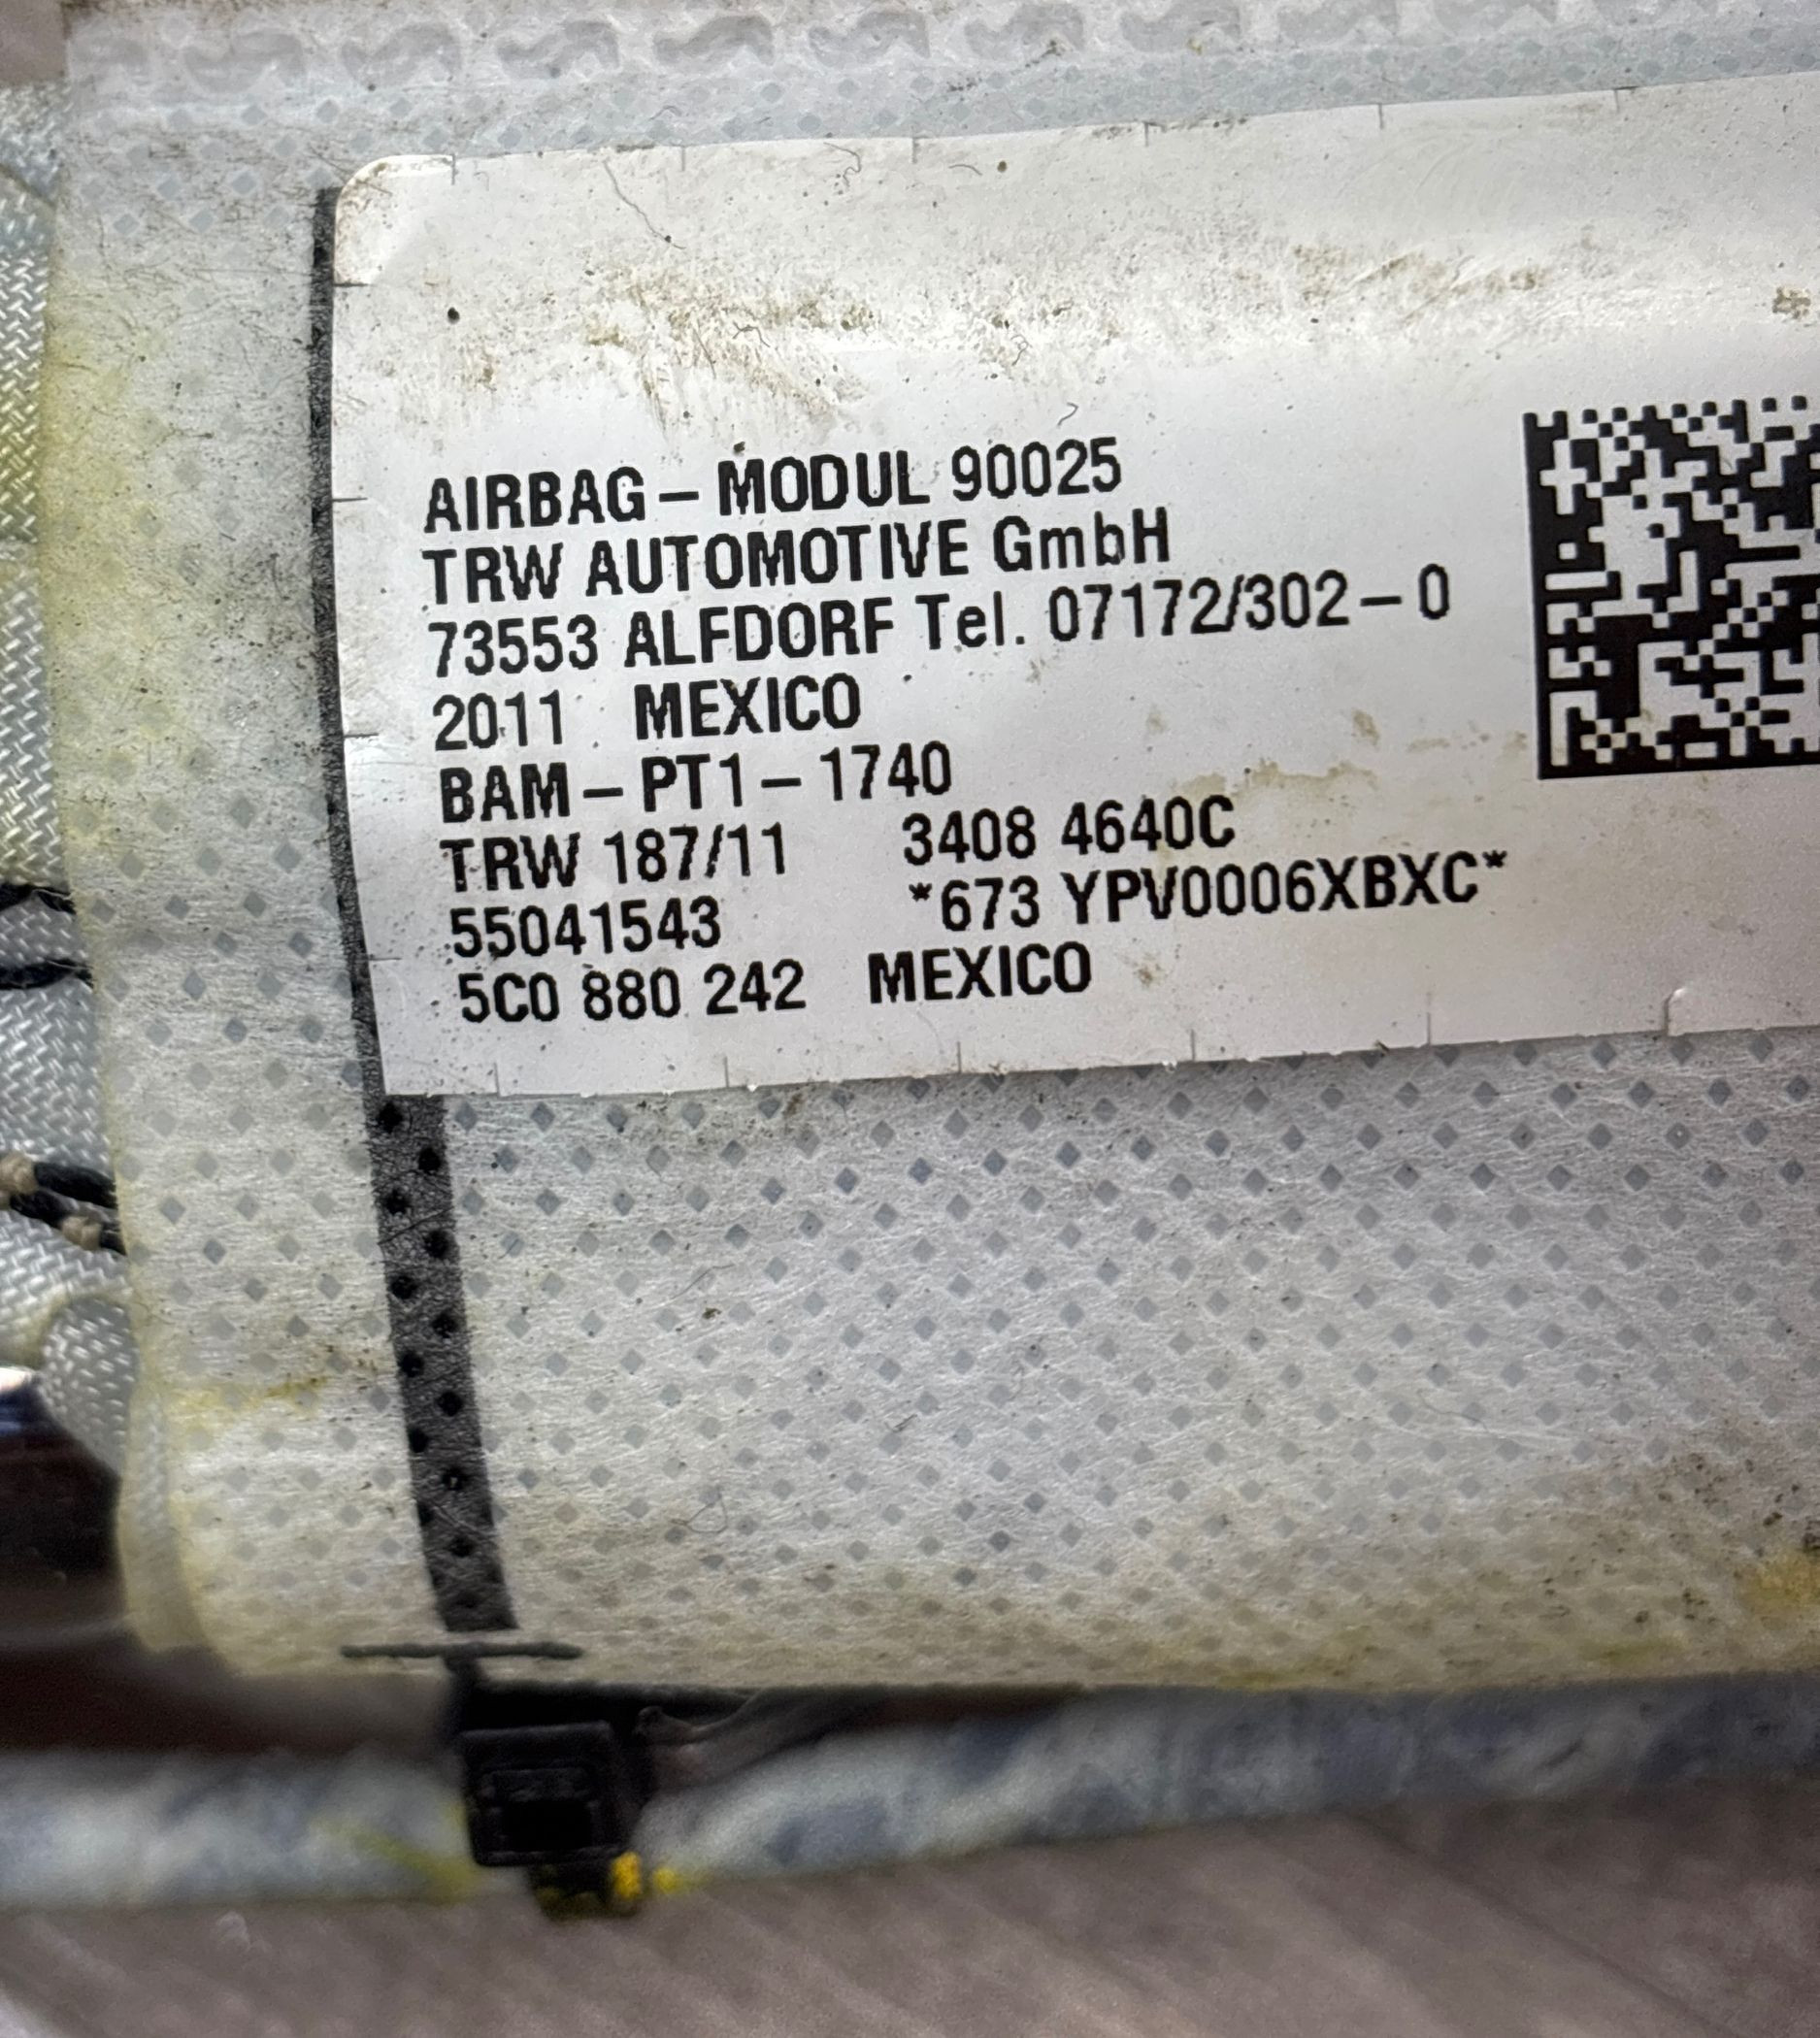 AIRBAG – MODUL 90025
TRW AUTOMOTIVE GmbH
73553 ALFDORF Tel. 07172/302 – 0
2011 MEXICO
BAM – PT1 – 1740
TRW 187/11 3408 4640C
55041543 *673 YPV0006XBXC*
5C0 880 242 MEXICO